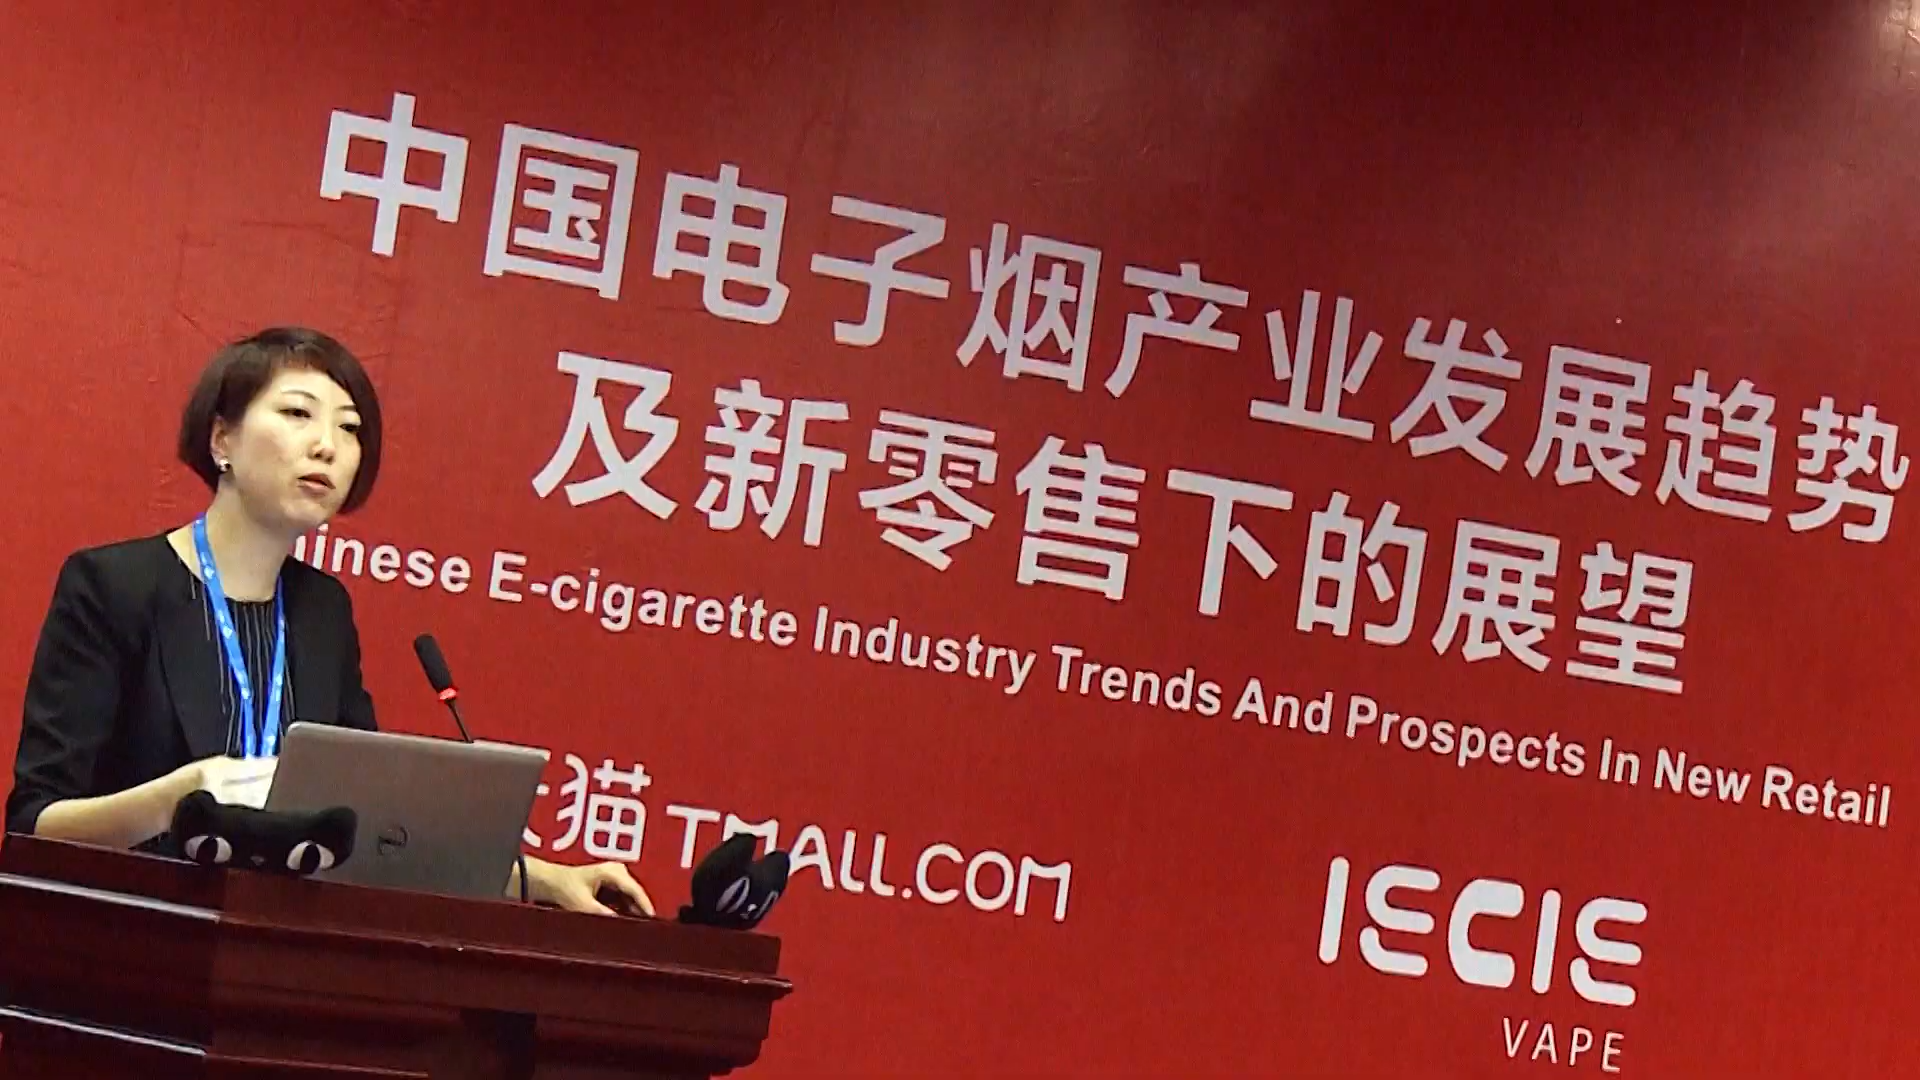 中国电子烟产业发展趋势
及新零售下的展望
inese E-cigarette Industry Trends And Prospects In New Retail
猫 TMALL.COM
IECIE
VAPE